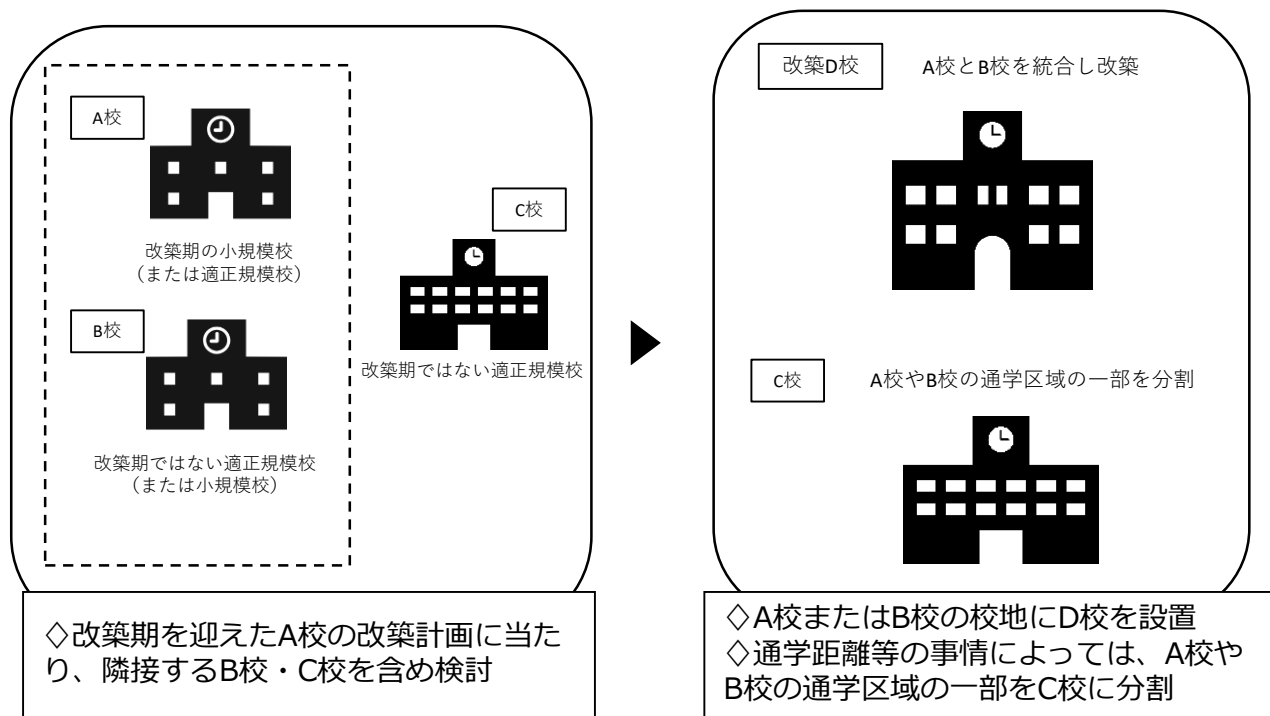 A校
改築期の小規模校
（または適正規模校）
B校
改築期ではない適正規模校
（または小規模校）
C校
改築期ではない適正規模校
◇改築期を迎えたA校の改築計画に当た
り、隣接するB校・C校を含め検討
改築D校
A校とB校を統合し改築
C校
A校やB校の通学区域の一部を分割
◇A校またはB校の校地にD校を設置
◇通学距離等の事情によっては、A校や
B校の通学区域の一部をC校に分割